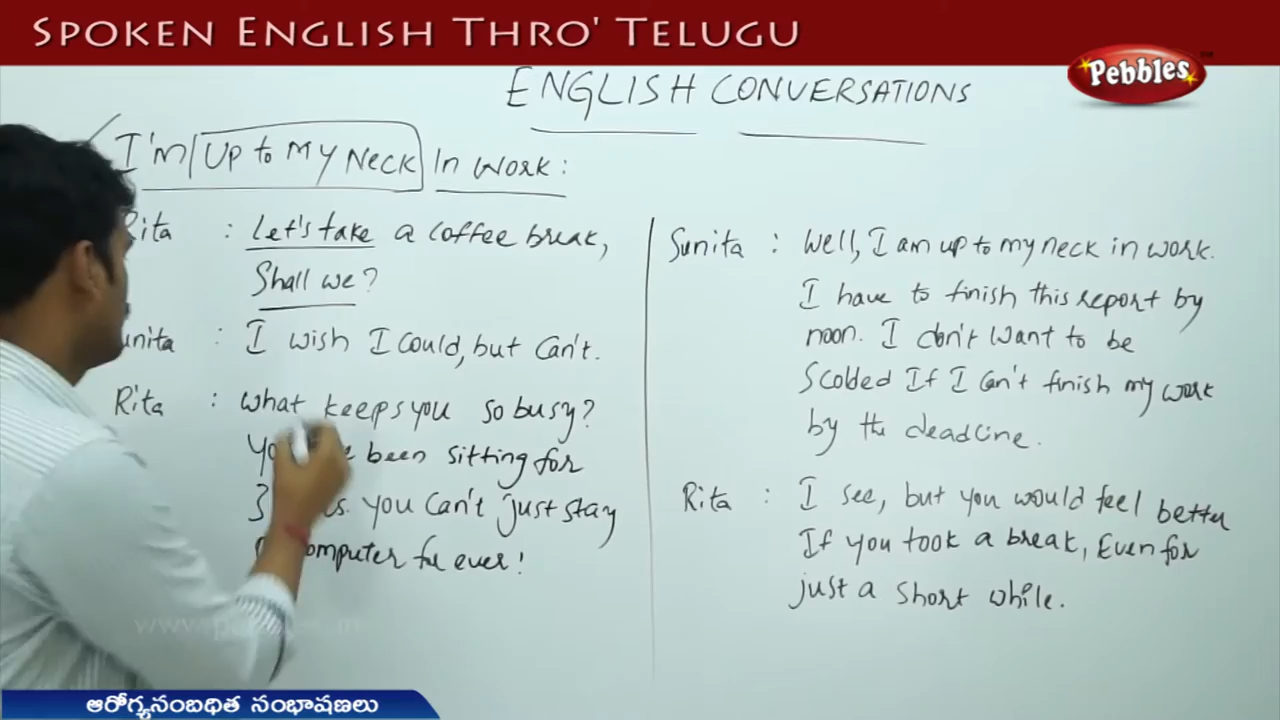 SPOKEN ENGLISH THRO' TELUGU
Pebbles
ENGLISH CONVERSATIONS
I'm Up to My Neck In Work:
Rita : Let's take a coffee break,
Shall we?
Sunita : I wish I could, but Can't.
Rita : What keeps you so busy?
been sitting for
you Can't just stay
computer for ever!
Sunita : Well, I am up to my neck in work.
I have to finish this report by
noon. I don't want to be
Scolded If I Can't finish my work
by the deadline.
Rita : I see, but you would feel better
If you took a break, Even for
just a short while.
ఆరోగ్యసంబధిత సంభాషణలు